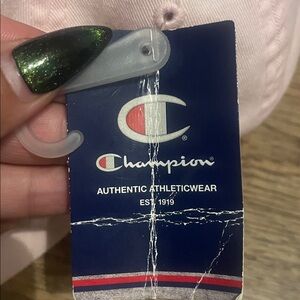 Champion
AUTHENTIC ATHLETICWEAR
EST. 1919